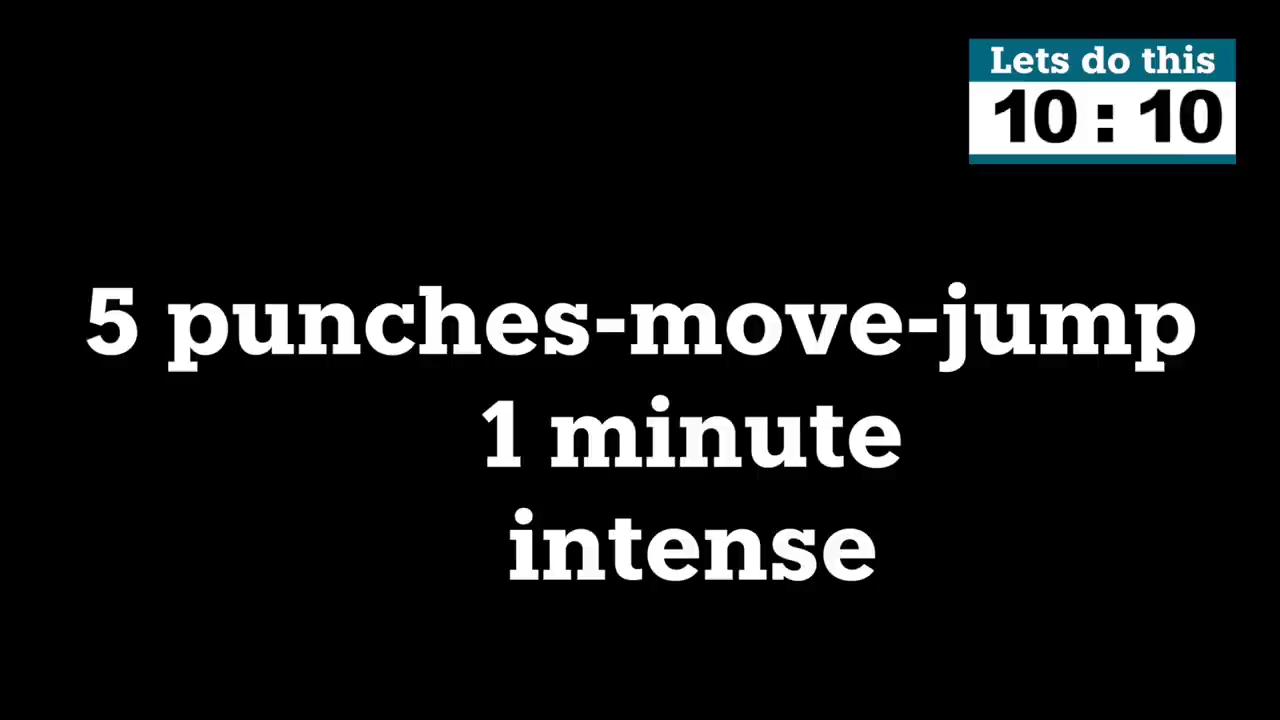 Lets do this
10:10
5 punches-move-jump
1 minute
intense